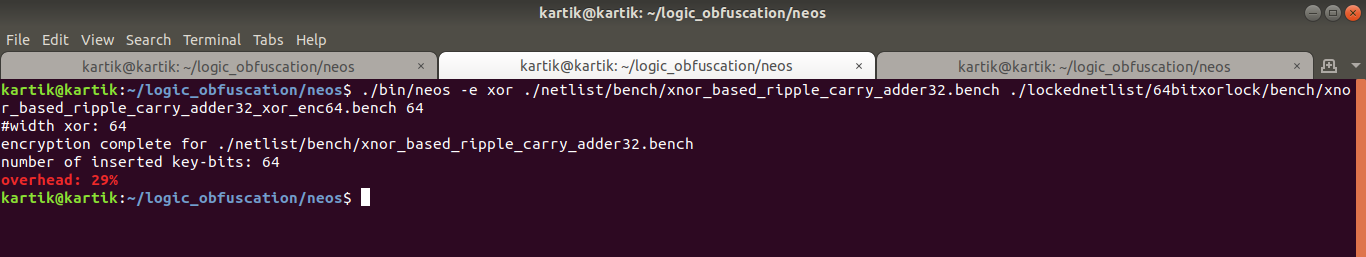 kartik@kartik: ~/logic_obfuscation/neos
File Edit View Search Terminal Tabs Help
kartik@kartik: ~/logic_obfuscation/neos × kartik@kartik: ~/logic_obfuscation/neos × kartik@kartik: ~/logic_obfuscation/neos ×
kartik@kartik:~/logic_obfuscation/neos$ ./bin/neos -e xor ./netlist/bench/xnor_based_ripple_carry_adder32.bench ./lockednetlist/64bitxorlock/bench/xno
r_based_ripple_carry_adder32_xor_enc64.bench 64
#width xor: 64
encryption complete for ./netlist/bench/xnor_based_ripple_carry_adder32.bench
number of inserted key-bits: 64
overhead: 29%
kartik@kartik:~/logic_obfuscation/neos$